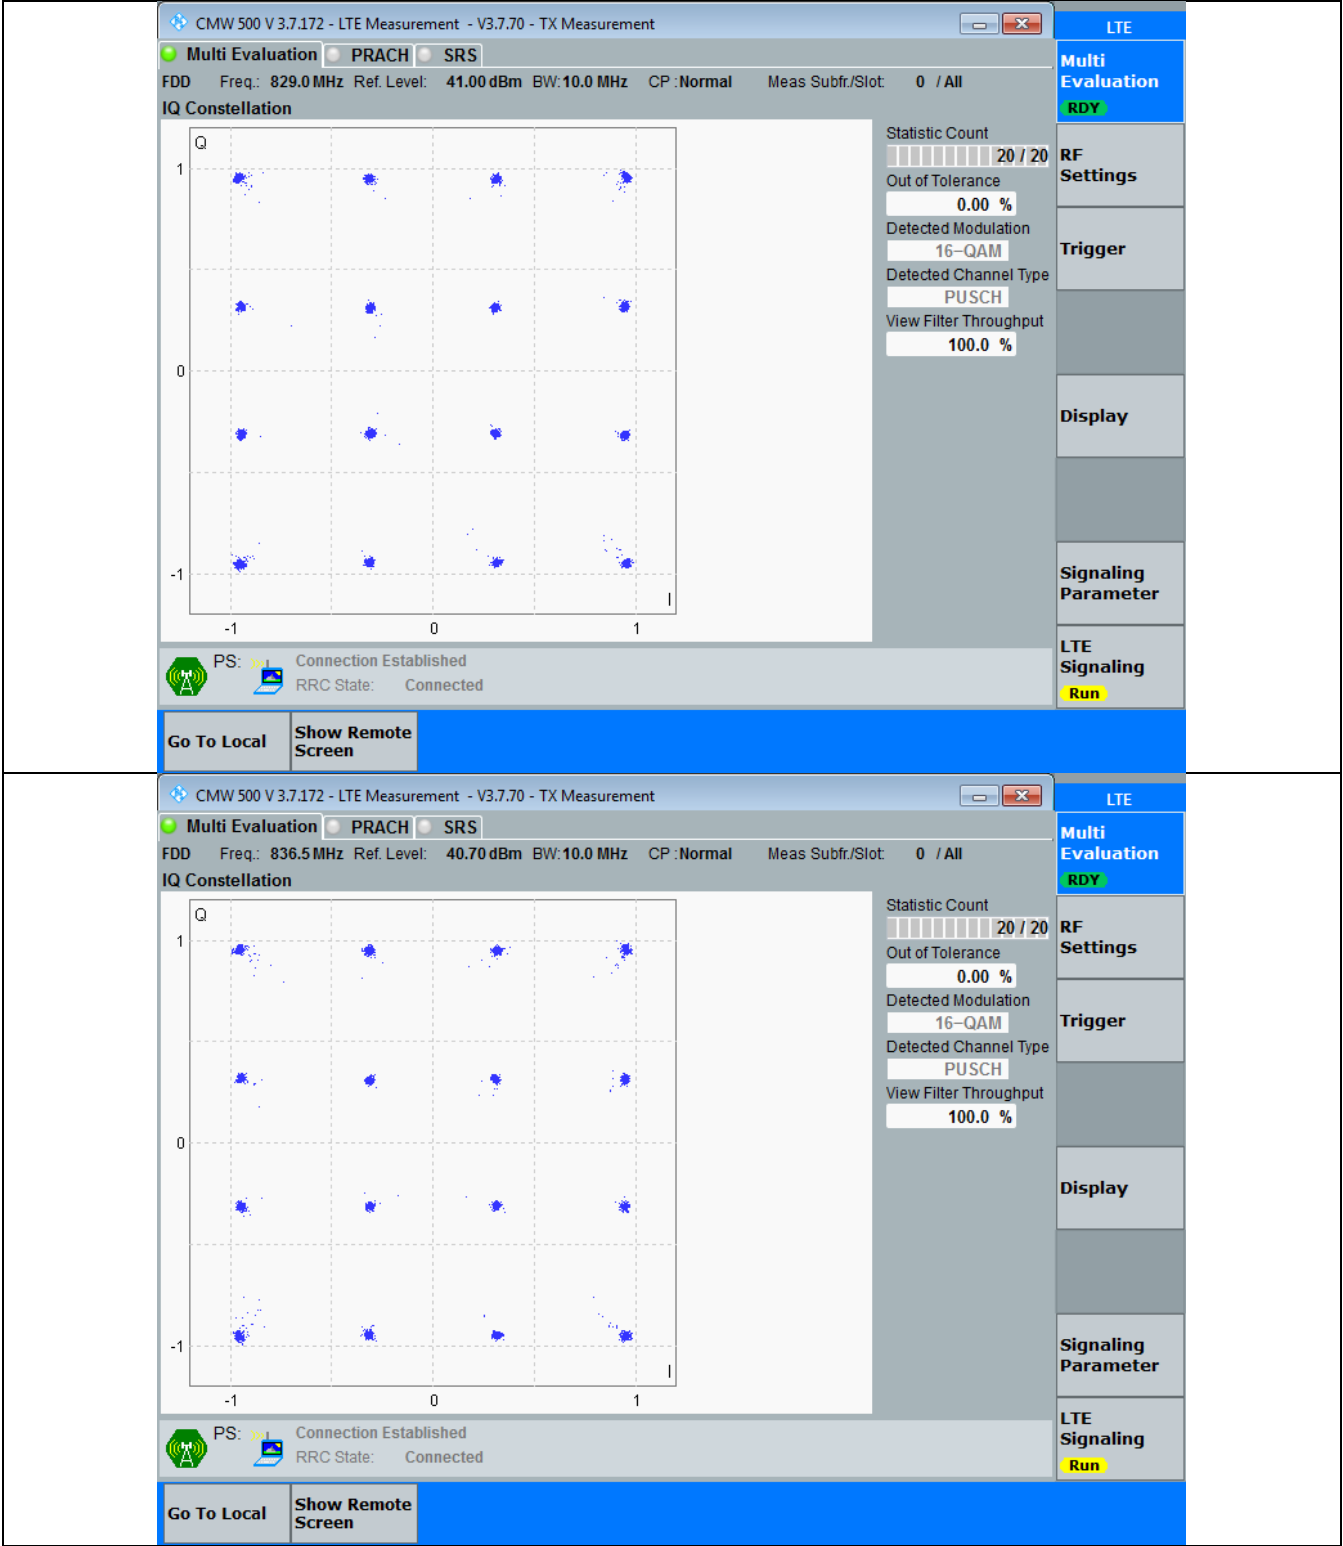 CMW 500 V 3.7.172 - LTE Measurement - V3.7.70 - TX Measurement
LTE
Multi Evaluation PRACH SRS
Multi
Evaluation
RDY
FDD Freq.: 829.0 MHz Ref. Level: 41.00 dBm BW: 10.0 MHz CP : Normal Meas Subfr./Slot: 0 / All
IQ Constellation
Q
1
0
-1
I
-1 0 1
Statistic Count
20 / 20
Out of Tolerance
0.00 %
Detected Modulation
16-QAM
Detected Channel Type
PUSCH
View Filter Throughput
100.0 %
RF
Settings
Trigger
Display
Signaling
Parameter
LTE
Signaling
Run
PS: Connection Established
RRC State: Connected
Go To Local
Show Remote
Screen
CMW 500 V 3.7.172 - LTE Measurement - V3.7.70 - TX Measurement
LTE
Multi Evaluation PRACH SRS
Multi
Evaluation
RDY
FDD Freq.: 836.5 MHz Ref. Level: 40.70 dBm BW: 10.0 MHz CP : Normal Meas Subfr./Slot: 0 / All
IQ Constellation
Q
1
0
-1
I
-1 0 1
Statistic Count
20 / 20
Out of Tolerance
0.00 %
Detected Modulation
16-QAM
Detected Channel Type
PUSCH
View Filter Throughput
100.0 %
RF
Settings
Trigger
Display
Signaling
Parameter
LTE
Signaling
Run
PS: Connection Established
RRC State: Connected
Go To Local
Show Remote
Screen